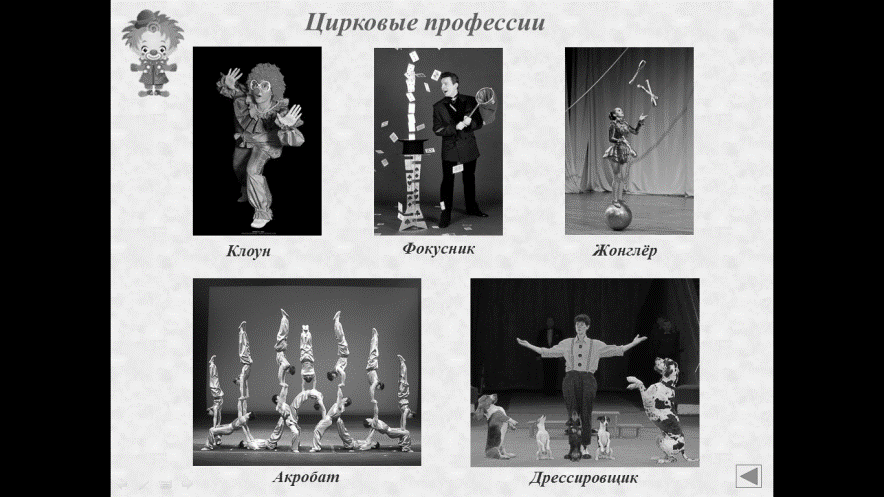 Цирковые профессии
Клоун
Фокусник
Жонглёр
Акробат
Дрессировщик